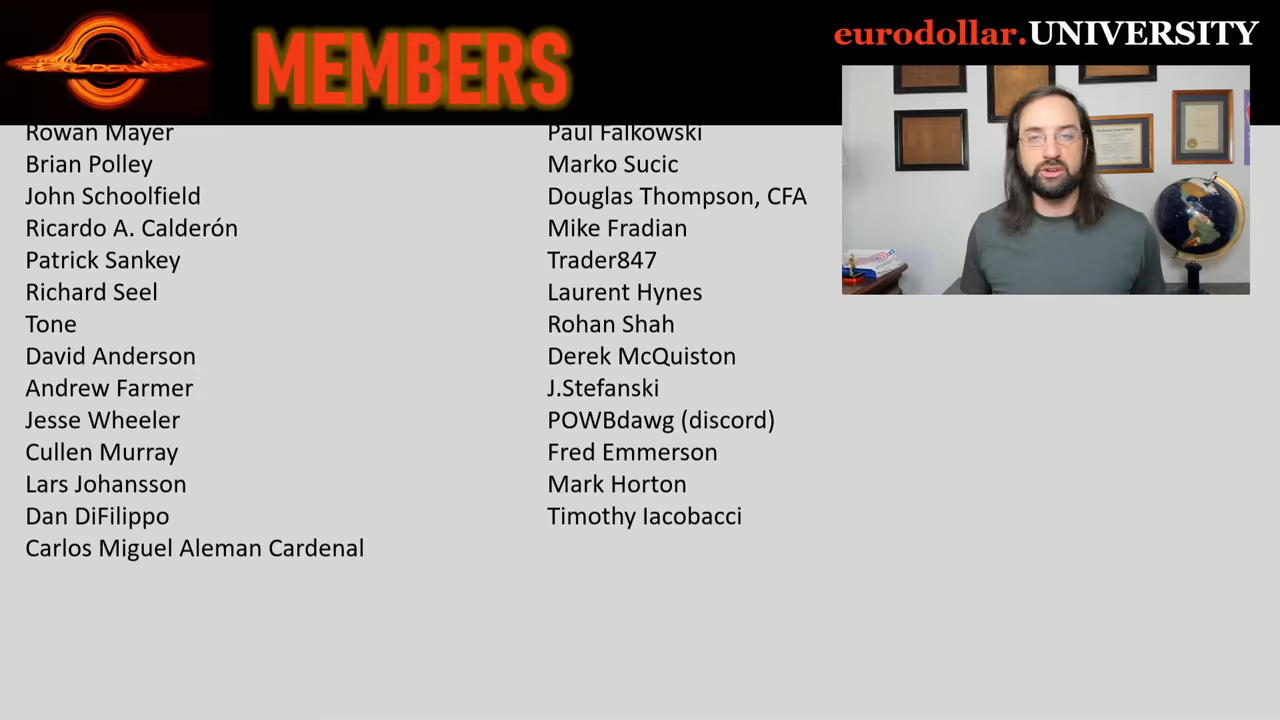 MEMBERS
eurodollar.UNIVERSITY
Rowan Mayer
Brian Polley
John Schoolfield
Ricardo A. Calderón
Patrick Sankey
Richard Seel
Tone
David Anderson
Andrew Farmer
Jesse Wheeler
Cullen Murray
Lars Johansson
Dan DiFilippo
Carlos Miguel Aleman Cardenal
Paul Falkowski
Marko Sucic
Douglas Thompson, CFA
Mike Fradian
Trader847
Laurent Hynes
Rohan Shah
Derek McQuiston
J.Stefanski
POWBdawg (discord)
Fred Emmerson
Mark Horton
Timothy Iacobacci